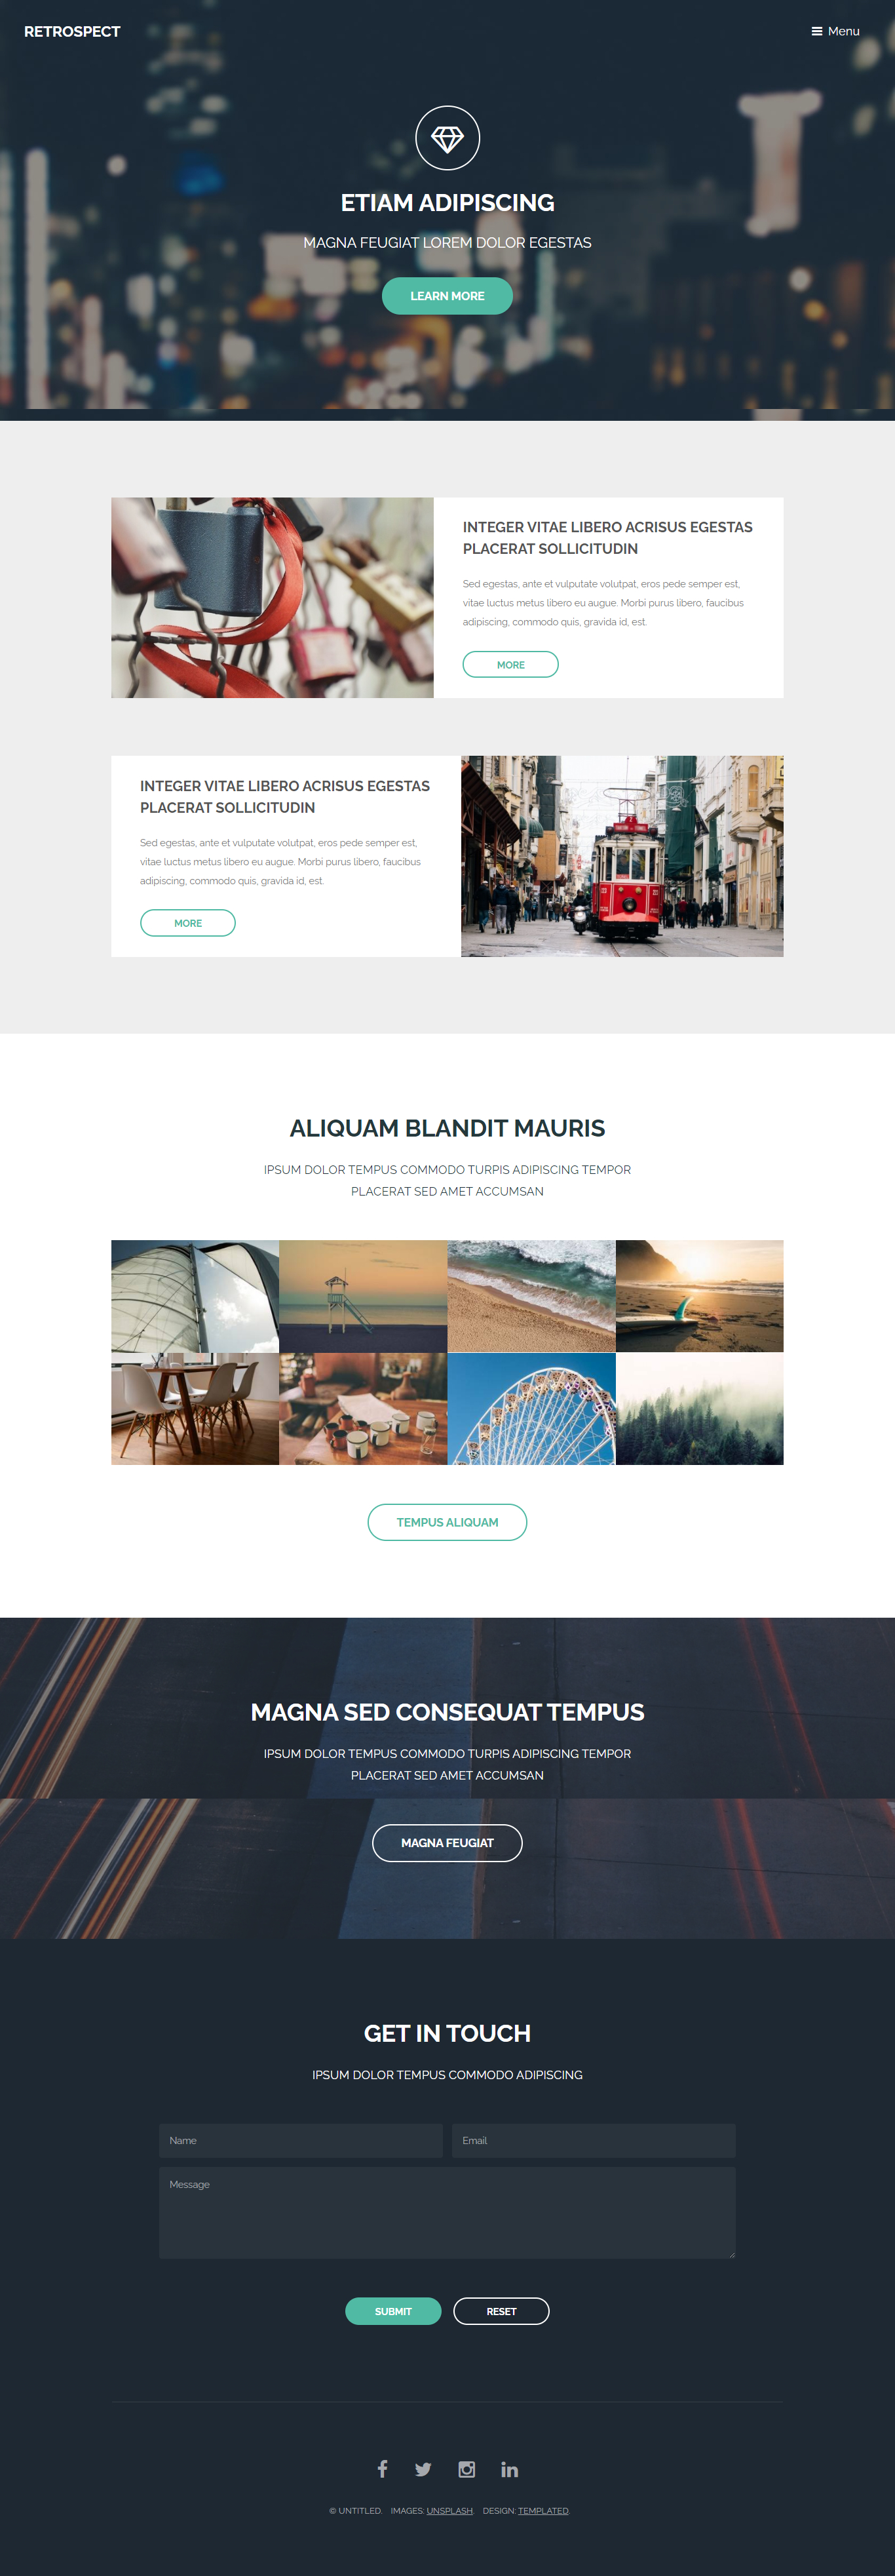 RETROSPECT
Menu
ETIAM ADIPISCING
MAGNA FEUGIAT LOREM DOLOR EGESTAS
LEARN MORE
INTEGER VITAE LIBERO ACRISUS EGESTAS
PLACERAT SOLLICITUDIN
Sed egestas, ante et vulputate volutpat, eros pede semper est,
vitae luctus metus libero eu augue. Morbi purus libero, faucibus
adipiscing, commodo quis, gravida id, est.
MORE
INTEGER VITAE LIBERO ACRISUS EGESTAS
PLACERAT SOLLICITUDIN
Sed egestas, ante et vulputate volutpat, eros pede semper est,
vitae luctus metus libero eu augue. Morbi purus libero, faucibus
adipiscing, commodo quis, gravida id, est.
MORE
ALIQUAM BLANDIT MAURIS
IPSUM DOLOR TEMPUS COMMODO TURPIS ADIPISCING TEMPOR
PLACERAT SED AMET ACCUMSAN
TEMPUS ALIQUAM
MAGNA SED CONSEQUAT TEMPUS
IPSUM DOLOR TEMPUS COMMODO TURPIS ADIPISCING TEMPOR
PLACERAT SED AMET ACCUMSAN
MAGNA FEUGIAT
GET IN TOUCH
IPSUM DOLOR TEMPUS COMMODO ADIPISCING
Name
Email
Message
SUBMIT
RESET
© UNTITLED. IMAGES: UNSPLASH. DESIGN: TEMPLATED.